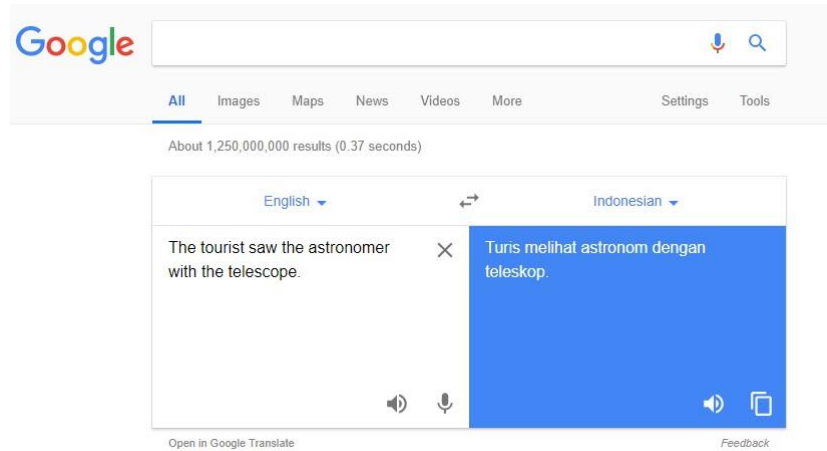 Google
All Images Maps News Videos More Settings Tools
About 1,250,000,000 results (0.37 seconds)
English Indonesian
The tourist saw the astronomer
with the telescope.
Turis melihat astronom dengan
teleskop.
Open in Google Translate Feedback